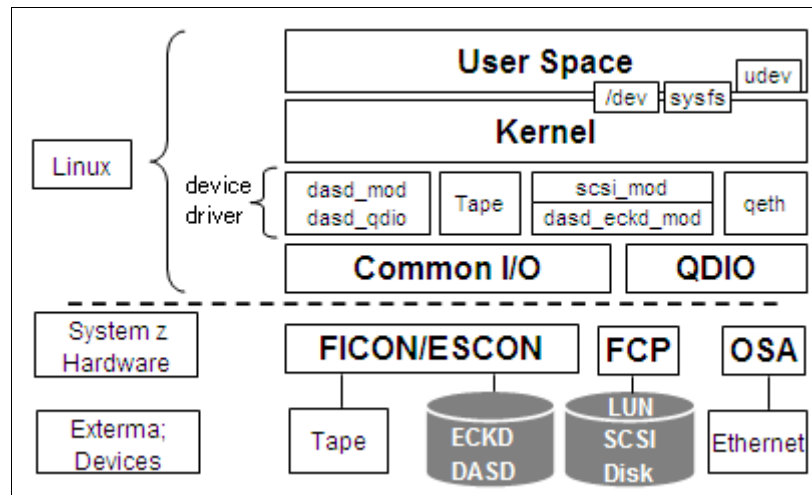 User Space
udev
/dev
sysfs
Kernel
Linux
device
driver
dasd_mod
dasd_qdio
Tape
scsi_mod
dasd_eckd_mod
qeth
Common I/O
QDIO
System z
Hardware
FICON/ESCON
FCP
OSA
Exterma;
Devices
Tape
ECKD
DASD
LUN
SCSI
Disk
Ethernet